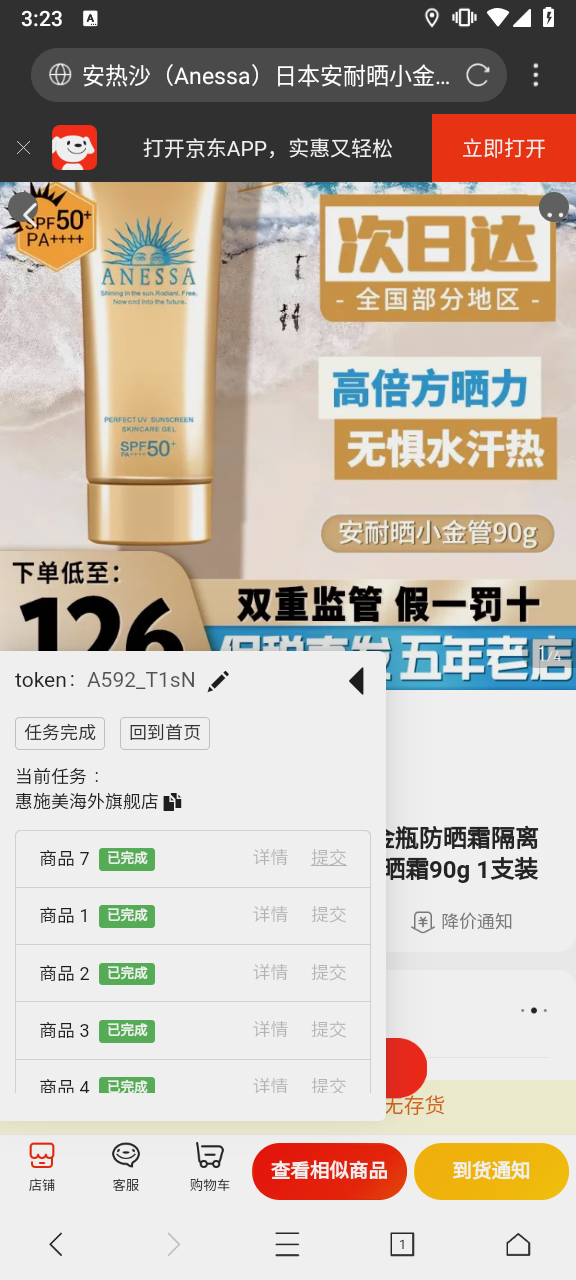 3:23
A
安热沙（Anessa）日本安耐晒小金...
打开京东APP，实惠又轻松
立即打开
SPF50+
PA++++
ANESSA
Shining in the sun. Radiant. Free.
Now and into the future.
次日达
- 全国部分地区 -
高倍方晒力
无惧水汗热
PERFECT UV SUNSCREEN
SKINCARE GEL
SPF50+
PA++++
安耐晒小金管90g
下单低至：
126
双重监管 假一罚十
保税直发 五年老店
1/4
token： A592_T1sN
任务完成
回到首页
当前任务：
惠施美海外旗舰店
商品 7 已完成 详情 提交
商品 1 已完成 详情 提交
商品 2 已完成 详情 提交
商品 3 已完成 详情 提交
商品 4 已完成 详情 提交
金瓶防晒霜隔离
晒霜90g 1支装
降价通知
无存货
店铺
客服
购物车
查看相似商品
到货通知
1